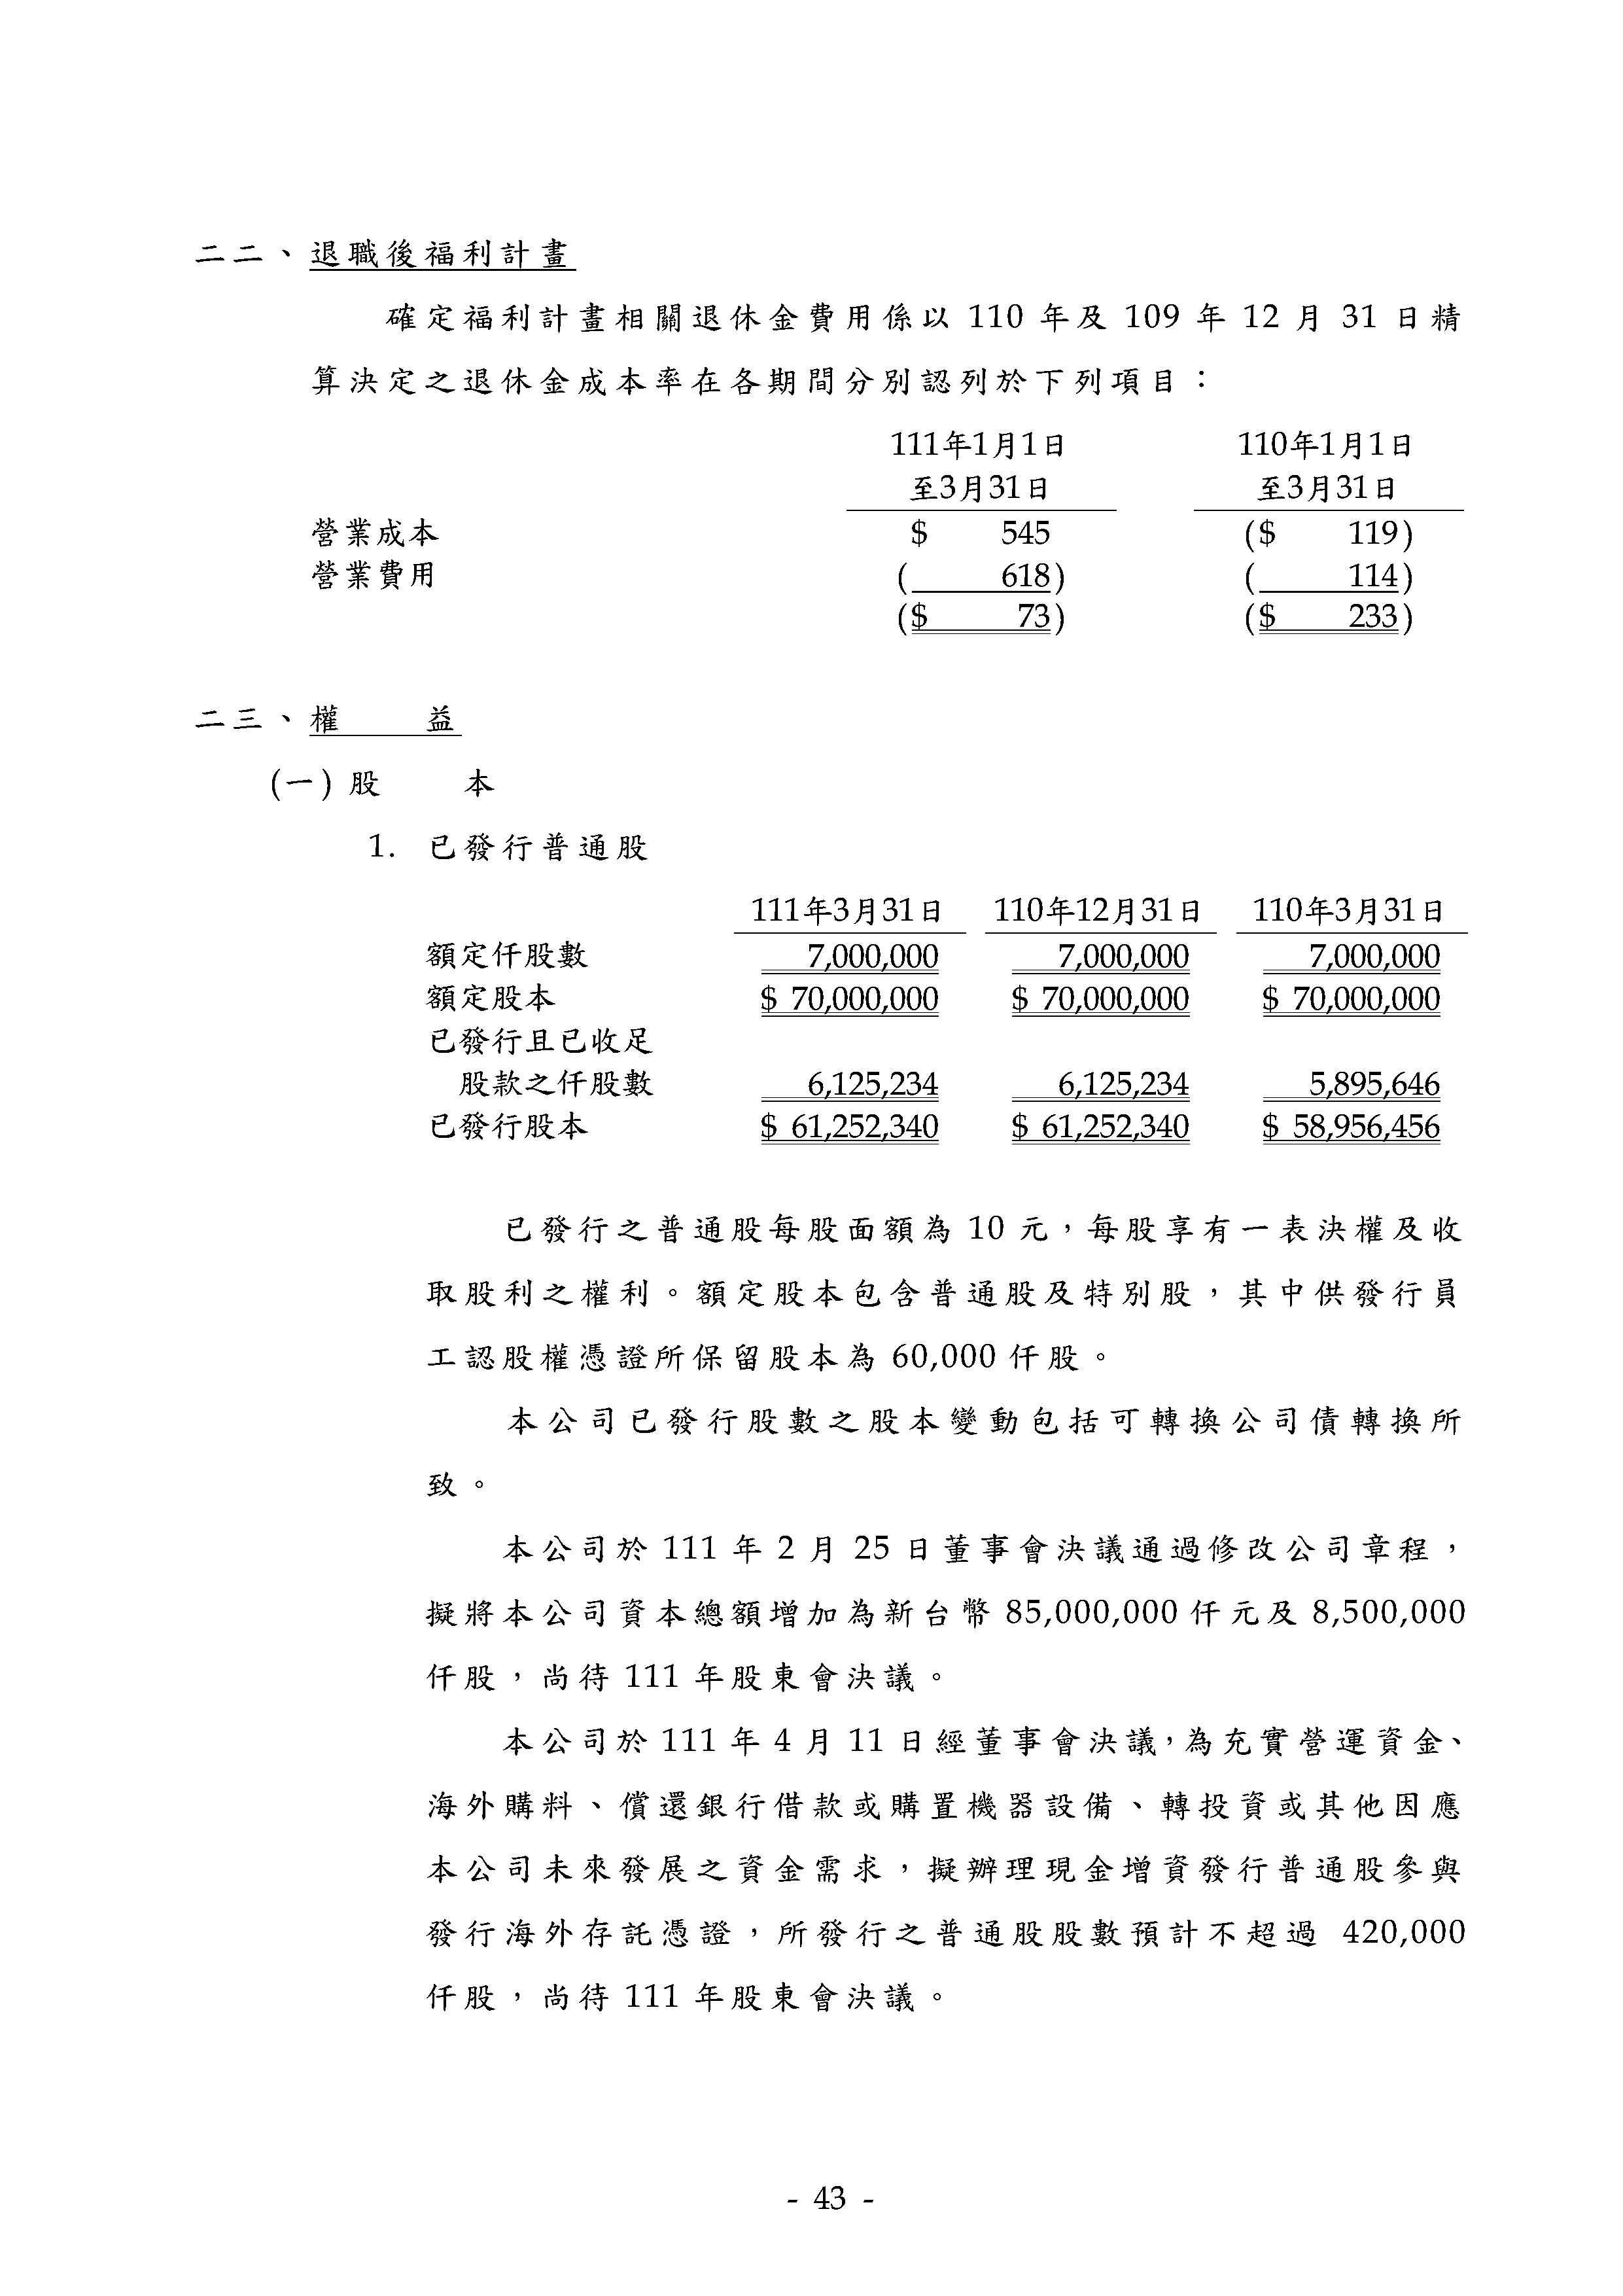 二二、退職後福利計畫
確定福利計畫相關退休金費用係以 110 年及 109 年 12 月 31 日精
算決定之退休金成本率在各期間分別認列於下列項目：
111年1月1日 110年1月1日
至3月31日 至3月31日
營業成本 $ 545 ($ 119)
營業費用 ( 618) ( 114)
($ 73) ($ 233)
二三、權 益
(一) 股 本
1. 已發行普通股
111年3月31日 110年12月31日 110年3月31日
額定仟股數 7,000,000 7,000,000 7,000,000
額定股本 $ 70,000,000 $ 70,000,000 $ 70,000,000
已發行且已收足
股款之仟股數 6,125,234 6,125,234 5,895,646
已發行股本 $ 61,252,340 $ 61,252,340 $ 58,956,456
已發行之普通股每股面額為 10 元，每股享有一表決權及收
取股利之權利。額定股本包含普通股及特別股，其中供發行員
工認股權憑證所保留股本為 60,000 仟股。
本公司已發行股數之股本變動包括可轉換公司債轉換所
致。
本公司於 111 年 2 月 25 日董事會決議通過修改公司章程，
擬將本公司資本總額增加為新台幣 85,000,000 仟元及 8,500,000
仟股，尚待 111 年股東會決議。
本公司於 111 年 4 月 11 日經董事會決議，為充實營運資金、
海外購料、償還銀行借款或購置機器設備、轉投資或其他因應
本公司未來發展之資金需求，擬辦理現金增資發行普通股參與
發行海外存託憑證，所發行之普通股股數預計不超過 420,000
仟股，尚待 111 年股東會決議。
- 43 -